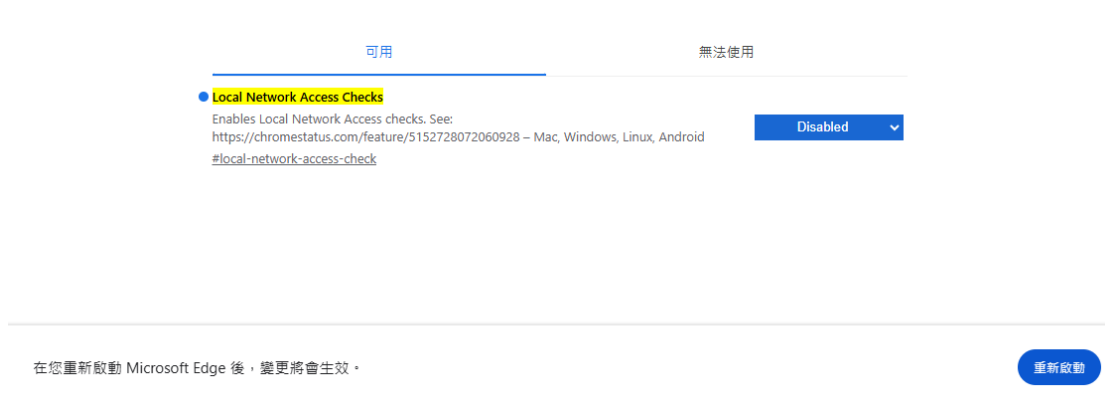 可用
無法使用
Local Network Access Checks
Enables Local Network Access checks. See:
https://chromestatus.com/feature/5152728072060928 – Mac, Windows, Linux, Android
#local-network-access-check
Disabled
在您重新啟動 Microsoft Edge 後，變更將會生效。
重新啟動